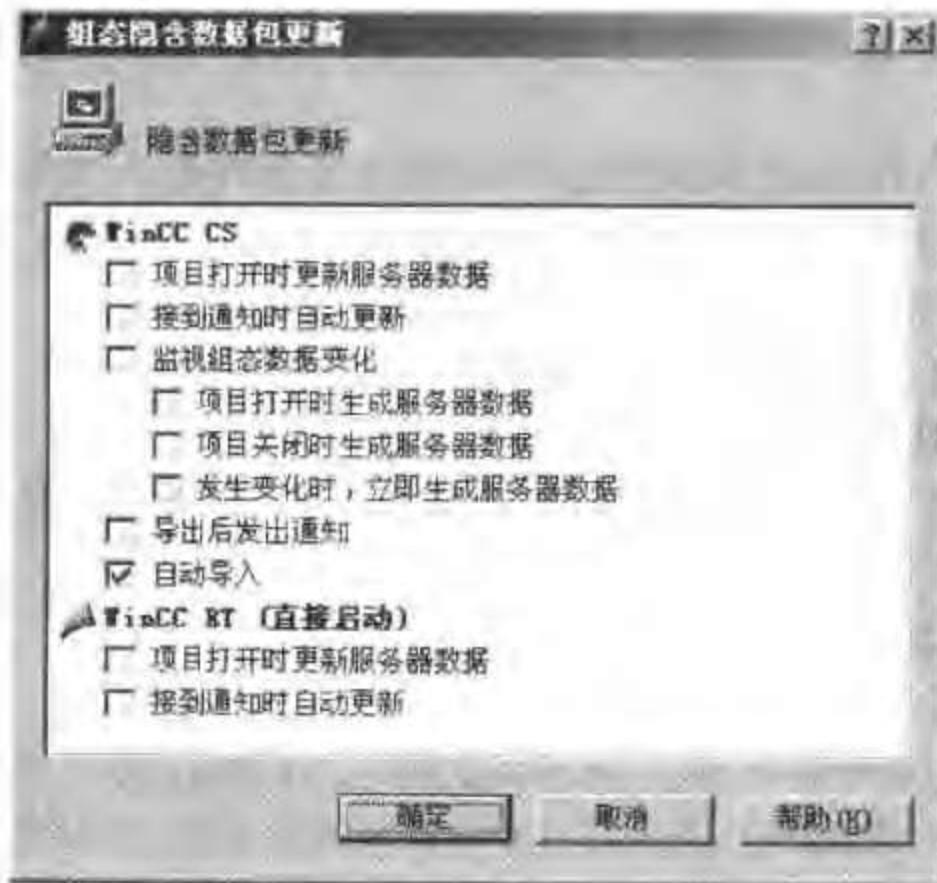 组态隐含数据包更新
隐含数据包更新
WinCC CS
项目打开时更新服务器数据
接到通知时自动更新
监视组态数据变化
项目打开时生成服务器数据
项目关闭时生成服务器数据
发生变化时，立即生成服务器数据
导出后发出通知
自动导入
WinCC RT (直接启动)
项目打开时更新服务器数据
接到通知时自动更新
确定
取消
帮助(H)